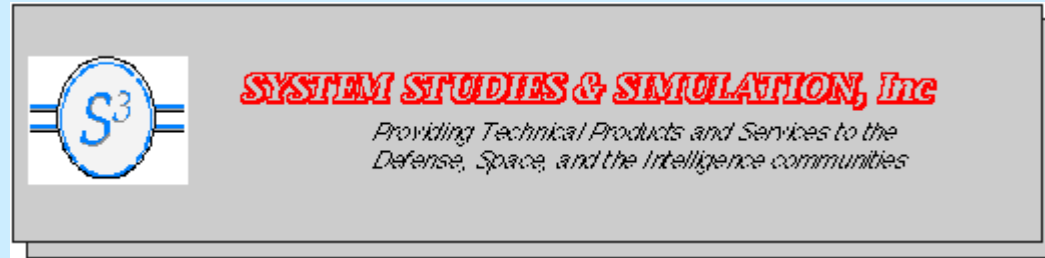 S³
SYSTEM STUDIES & SIMULATION, Inc
Providing Technical Products and Services to the
Defense, Space, and the Intelligence communities